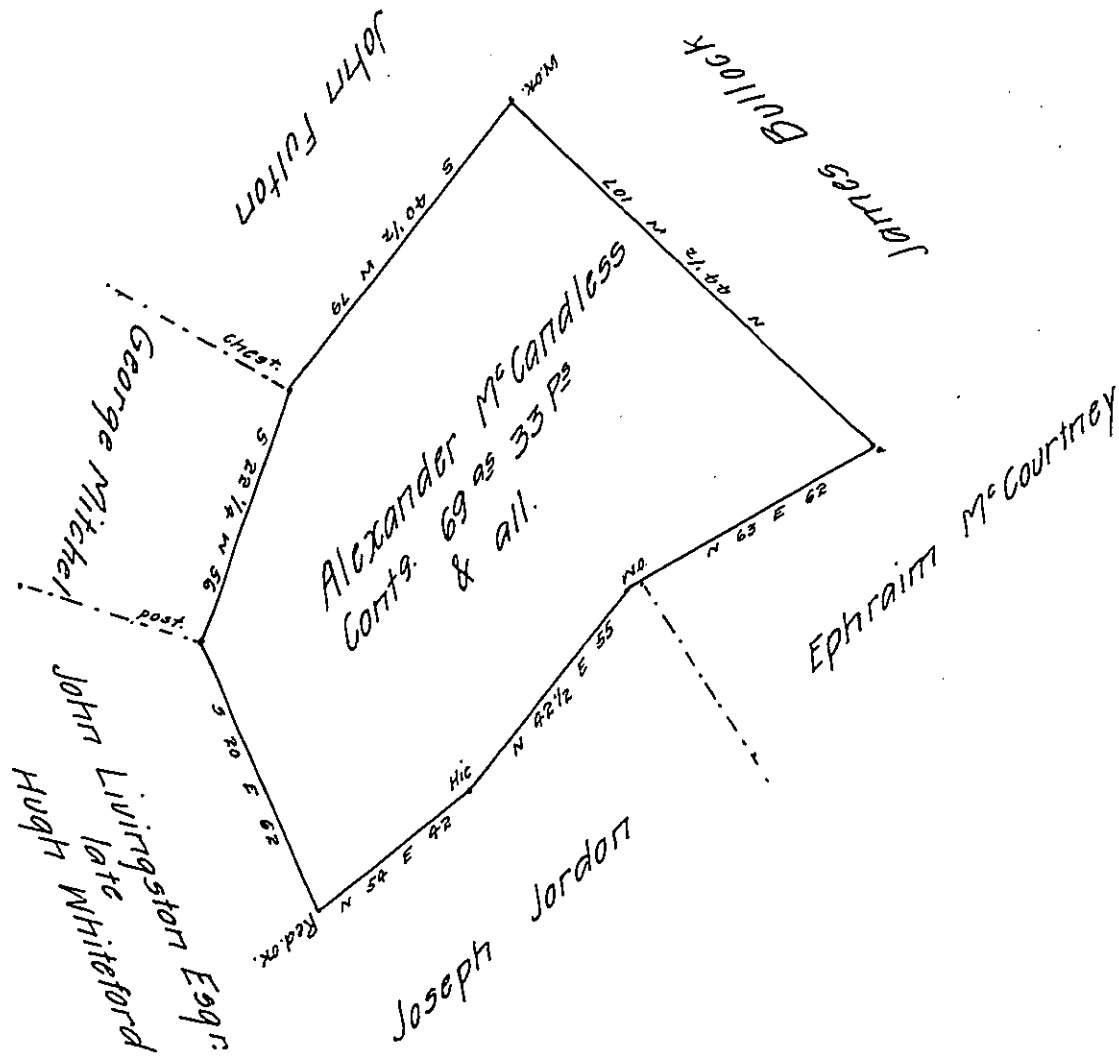 John Fulton
James Bullock
W.OK.
S 40 1/2 W 79
N 44 1/2 W 107
chest.
George Mitchel
S 22 1/4 W 56
Alexander McCandless
Contg. 69 as 33 Ps
& all.
N 63 E 62
Ephraim McCourtney
W.O.
post.
N 42 1/2 E 55
S 20 E 62
Hic
N 54 E 42
Red.OK.
Joseph Jordon
John Livingston Esqr.
late
Hugh Whiteford